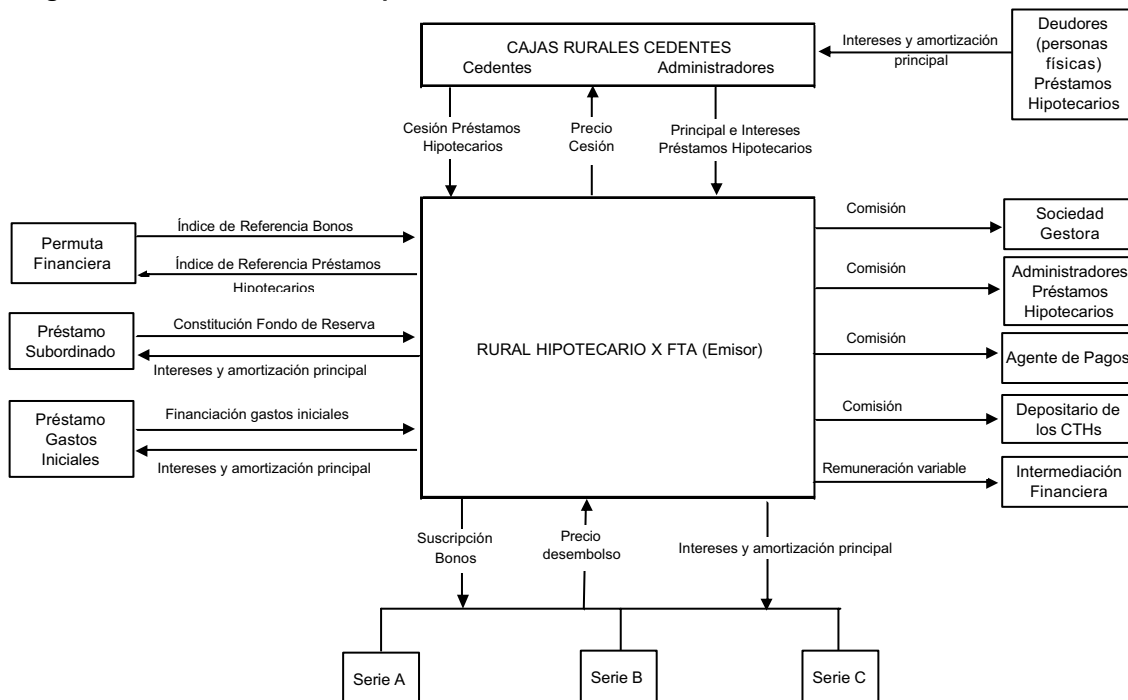 CAJAS RURALES CEDENTES
Cedentes
Administradores
Intereses y amortización
principal
Deudores
(personas
físicas)
Préstamos
Hipotecarios
Cesión Préstamos
Hipotecarios
Precio
Cesión
Principal e Intereses
Préstamos Hipotecarios
Permuta
Financiera
Índice de Referencia Bonos
Índice de Referencia Préstamos
Hipotecarios
Préstamo
Subordinado
Constitución Fondo de Reserva
Intereses y amortización principal
Préstamo
Gastos
Iniciales
Financiación gastos iniciales
Intereses y amortización principal
RURAL HIPOTECARIO X FTA (Emisor)
Comisión
Sociedad
Gestora
Comisión
Administradores
Préstamos
Hipotecarios
Comisión
Agente de Pagos
Comisión
Depositario de
los CTHs
Remuneración variable
Intermediación
Financiera
Suscripción
Bonos
Precio
desembolso
Intereses y amortización principal
Serie A
Serie B
Serie C